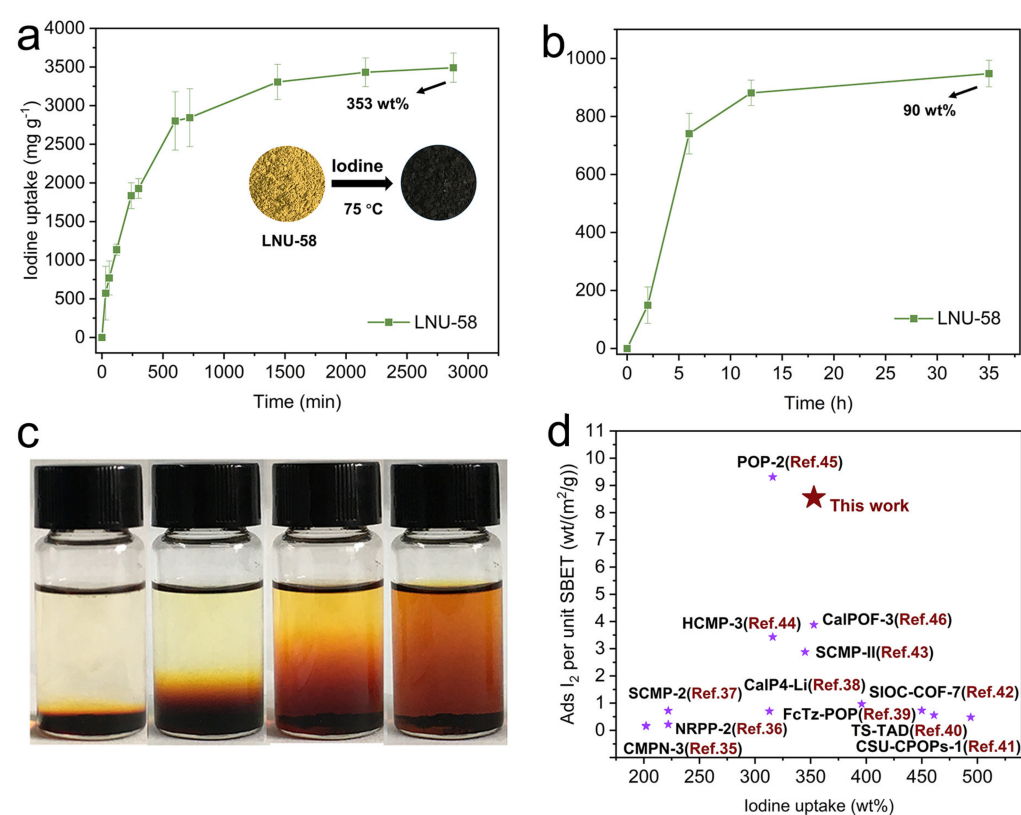 a
4000
3500
3000
2500
2000
1500
1000
500
0
Iodine uptake (mg g⁻¹)
353 wt%
Iodine
75 °C
LNU-58
LNU-58
0 500 1000 1500 2000 2500 3000
Time (min)
b
1000
800
600
400
200
0
90 wt%
LNU-58
0 5 10 15 20 25 30 35
Time (h)
c
d
11
10
9
8
7
6
5
4
3
2
1
0
Ads I₂ per unit SBET (wt/(m²/g))
POP-2(Ref.45)
This work
HCMP-3(Ref.44)
CalPOF-3(Ref.46)
SCMP-II(Ref.43)
CalP4-Li(Ref.38)
SCMP-2(Ref.37)
SIOC-COF-7(Ref.42)
FcTz-POP(Ref.39)
NRPP-2(Ref.36)
TS-TAD(Ref.40)
CMPN-3(Ref.35)
CSU-CPOPs-1(Ref.41)
200 250 300 350 400 450 500
Iodine uptake (wt%)